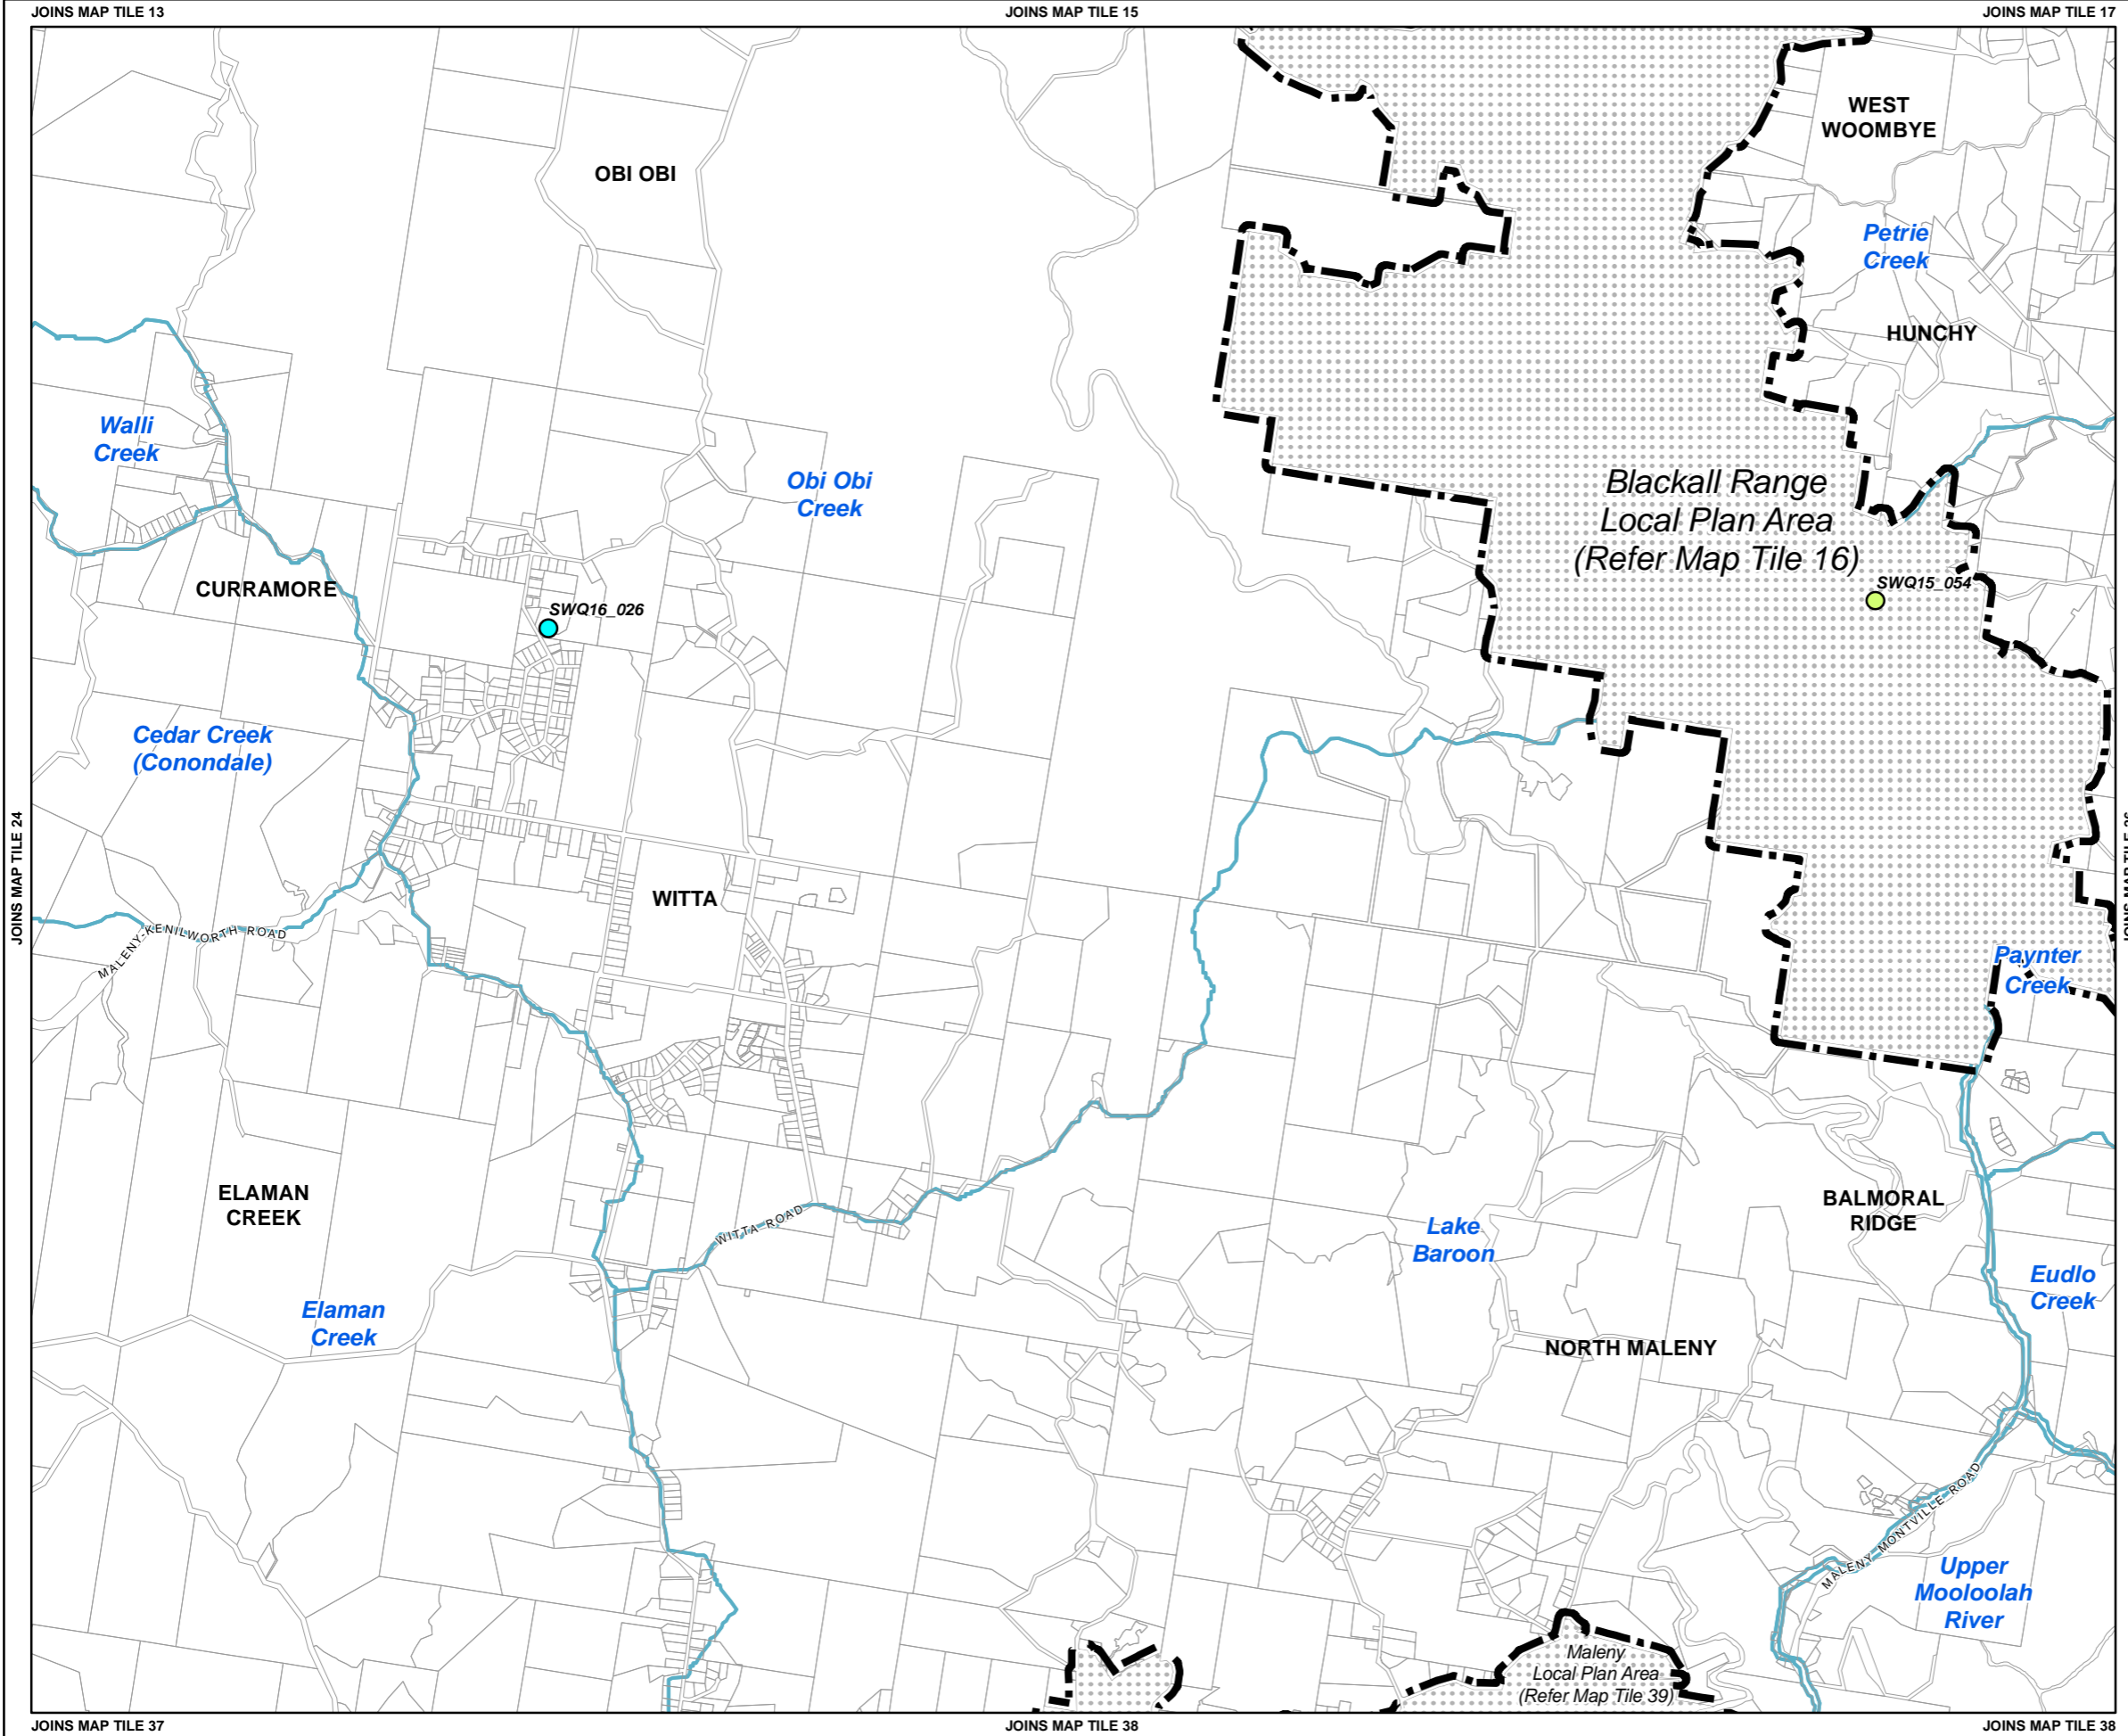 JOINS MAP TILE 13
JOINS MAP TILE 15
JOINS MAP TILE 17
WEST
WOOMBYE
OBI OBI
Petrie
Creek
HUNCHY
Walli
Creek
Obi Obi
Creek
Blackall Range
Local Plan Area
(Refer Map Tile 16)
SWQ15_054
CURRAMORE
SWQ16_026
Cedar Creek
(Conondale)
JOINS MAP TILE 24
JOINS MAP TILE 26
WITTA
MALENY-KENILWORTH ROAD
Paynter
Creek
ELAMAN
CREEK
WITTA ROAD
BALMORAL
RIDGE
Lake
Baroon
Eudlo
Creek
Elaman
Creek
NORTH MALENY
MALENY MONTVILLE ROAD
Upper
Mooloolah
River
Maleny
Local Plan Area
(Refer Map Tile 39)
JOINS MAP TILE 37
JOINS MAP TILE 38
JOINS MAP TILE 38